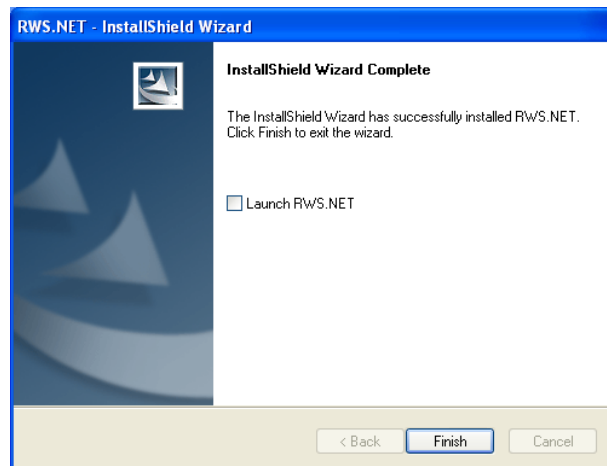 RWS.NET - InstallShield Wizard
InstallShield Wizard Complete
The InstallShield Wizard has successfully installed RWS.NET.
Click Finish to exit the wizard.
Launch RWS.NET
< Back Finish Cancel